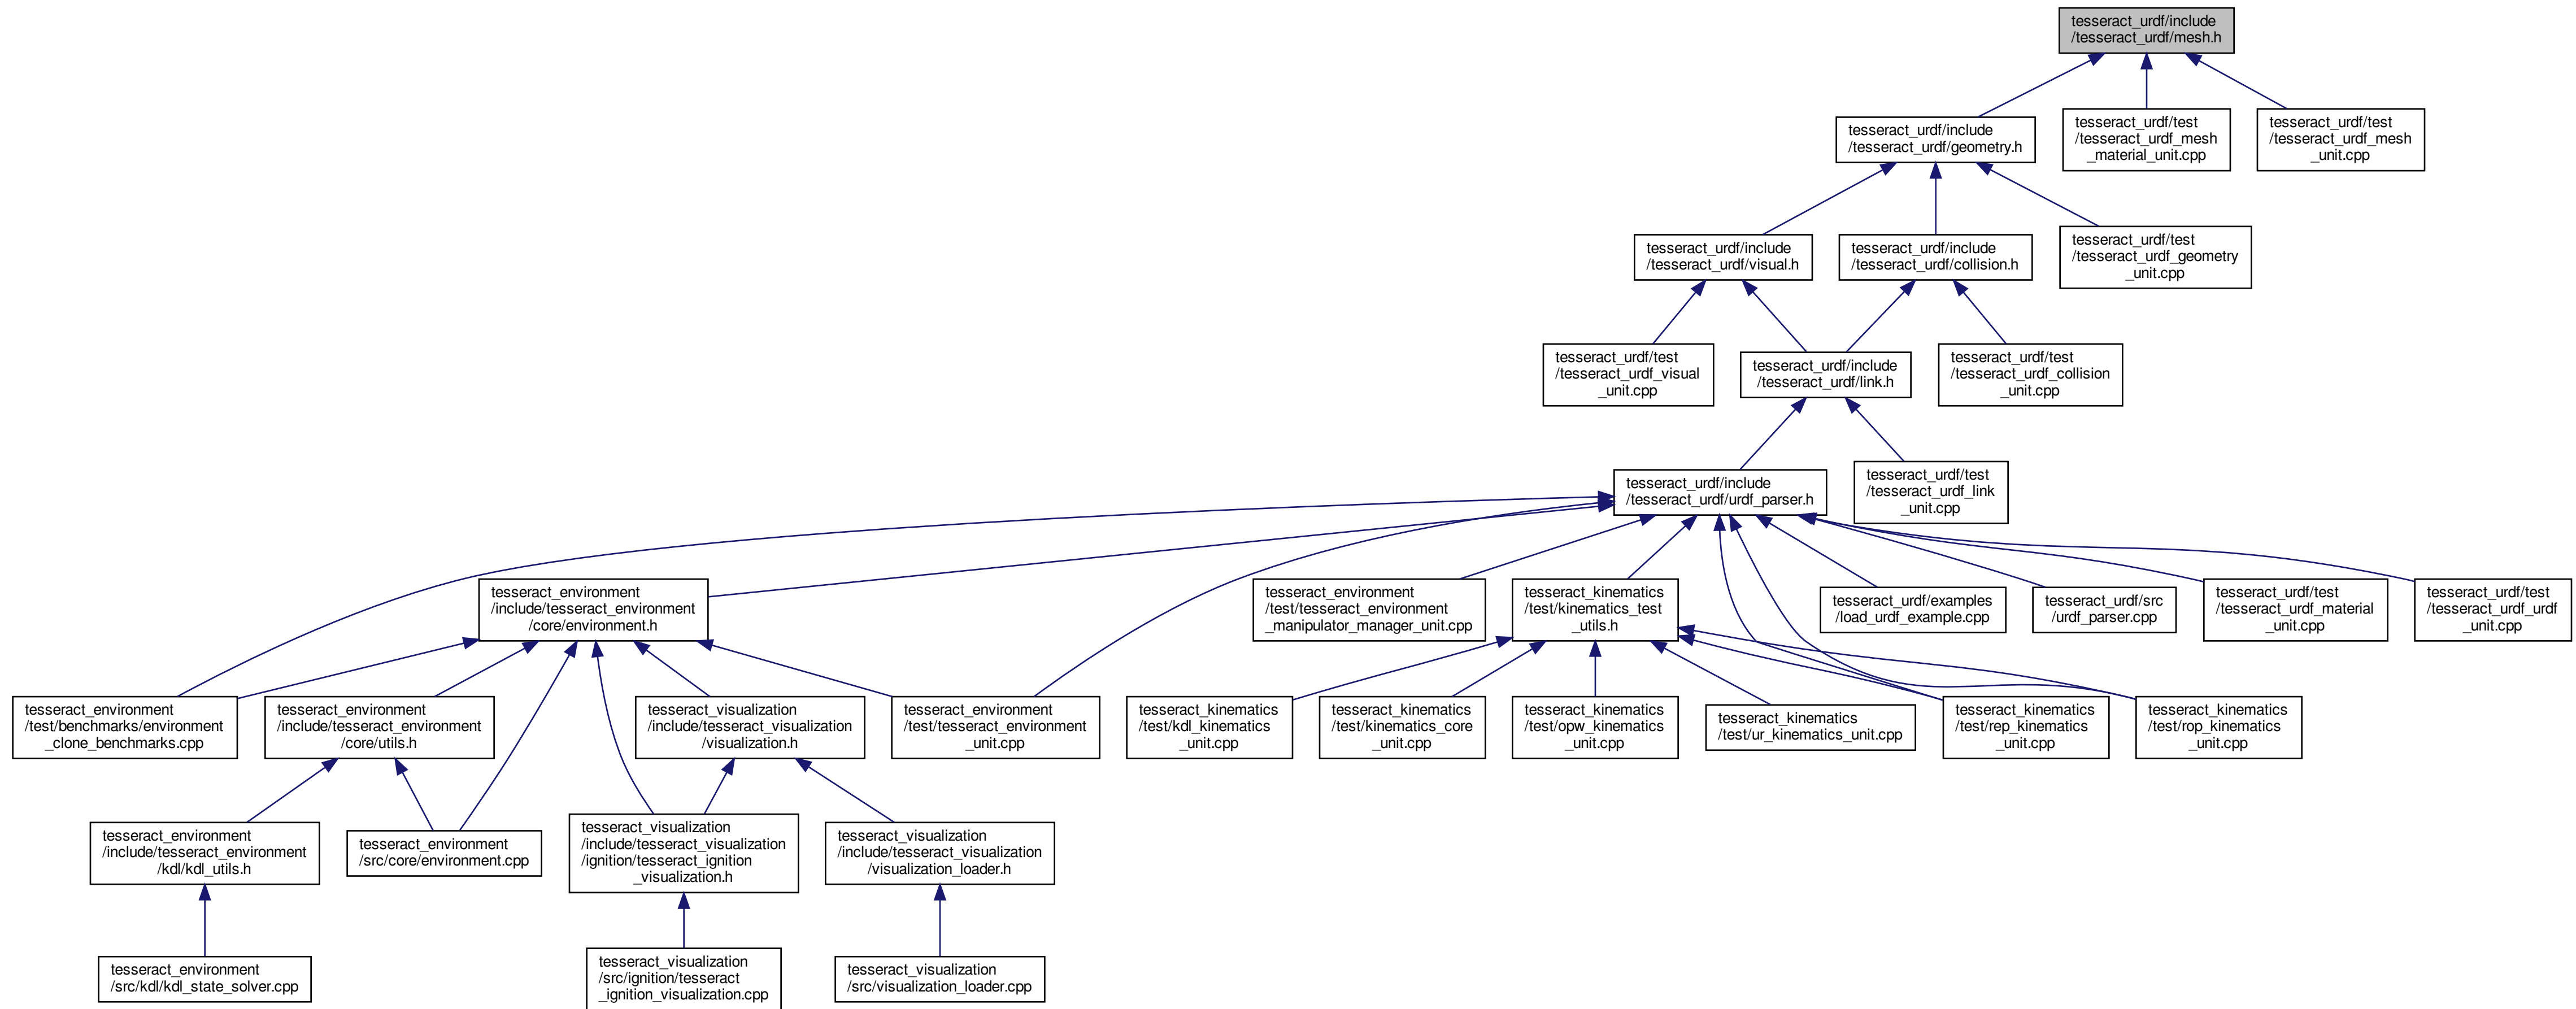 tesseract_urdf/include
/tesseract_urdf/mesh.h
tesseract_urdf/include
/tesseract_urdf/geometry.h
tesseract_urdf/test
/tesseract_urdf_mesh
_material_unit.cpp
tesseract_urdf/test
/tesseract_urdf_mesh
_unit.cpp
tesseract_urdf/include
/tesseract_urdf/visual.h
tesseract_urdf/include
/tesseract_urdf/collision.h
tesseract_urdf/test
/tesseract_urdf_geometry
_unit.cpp
tesseract_urdf/test
/tesseract_urdf_visual
_unit.cpp
tesseract_urdf/include
/tesseract_urdf/link.h
tesseract_urdf/test
/tesseract_urdf_collision
_unit.cpp
tesseract_urdf/include
/tesseract_urdf/urdf_parser.h
tesseract_urdf/test
/tesseract_urdf_link
_unit.cpp
tesseract_environment
/include/tesseract_environment
/core/environment.h
tesseract_environment
/test/tesseract_environment
_manipulator_manager_unit.cpp
tesseract_kinematics
/test/kinematics_test
_utils.h
tesseract_urdf/examples
/load_urdf_example.cpp
tesseract_urdf/src
/urdf_parser.cpp
tesseract_urdf/test
/tesseract_urdf_material
_unit.cpp
tesseract_urdf/test
/tesseract_urdf_urdf
_unit.cpp
tesseract_environment
/test/benchmarks/environment
_clone_benchmarks.cpp
tesseract_environment
/include/tesseract_environment
/core/utils.h
tesseract_visualization
/include/tesseract_visualization
/visualization.h
tesseract_environment
/test/tesseract_environment
_unit.cpp
tesseract_kinematics
/test/kdl_kinematics
_unit.cpp
tesseract_kinematics
/test/kinematics_core
_unit.cpp
tesseract_kinematics
/test/opw_kinematics
_unit.cpp
tesseract_kinematics
/test/ur_kinematics_unit.cpp
tesseract_kinematics
/test/rep_kinematics
_unit.cpp
tesseract_kinematics
/test/rop_kinematics
_unit.cpp
tesseract_environment
/include/tesseract_environment
/kdl/kdl_utils.h
tesseract_environment
/src/core/environment.cpp
tesseract_visualization
/include/tesseract_visualization
/ignition/tesseract_ignition
_visualization.h
tesseract_visualization
/include/tesseract_visualization
/visualization_loader.h
tesseract_environment
/src/kdl/kdl_state_solver.cpp
tesseract_visualization
/src/ignition/tesseract
_ignition_visualization.cpp
tesseract_visualization
/src/visualization_loader.cpp